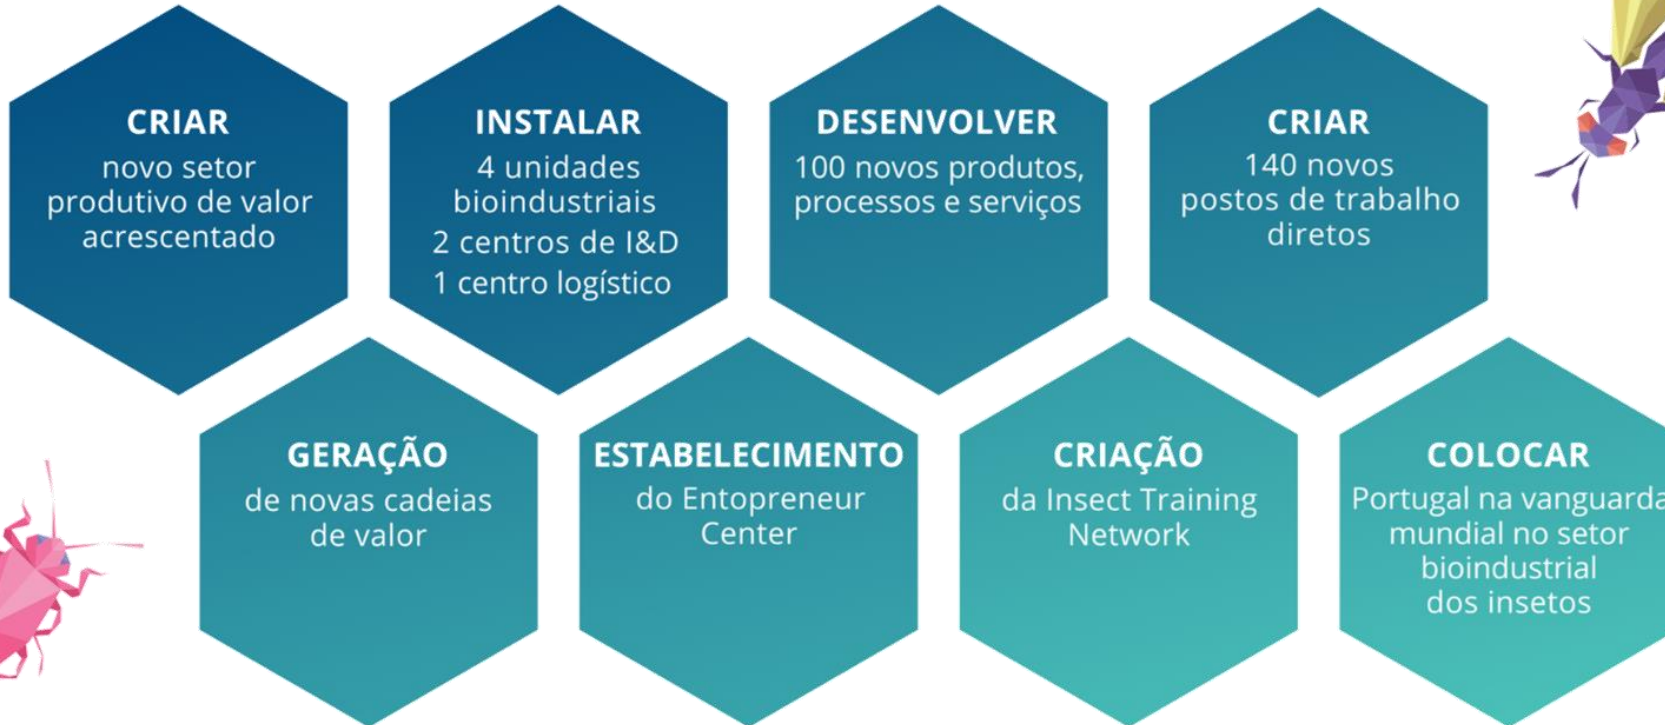 CRIAR
novo setor
produtivo de valor
acrescentado
INSTALAR
4 unidades
bioindustriais
2 centros de I&D
1 centro logístico
DESENVOLVER
100 novos produtos,
processos e serviços
CRIAR
140 novos
postos de trabalho
diretos
GERAÇÃO
de novas cadeias
de valor
ESTABELECIMENTO
do Entopreneur
Center
CRIAÇÃO
da Insect Training
Network
COLOCAR
Portugal na vanguarda
mundial no setor
bioindustrial
dos insetos